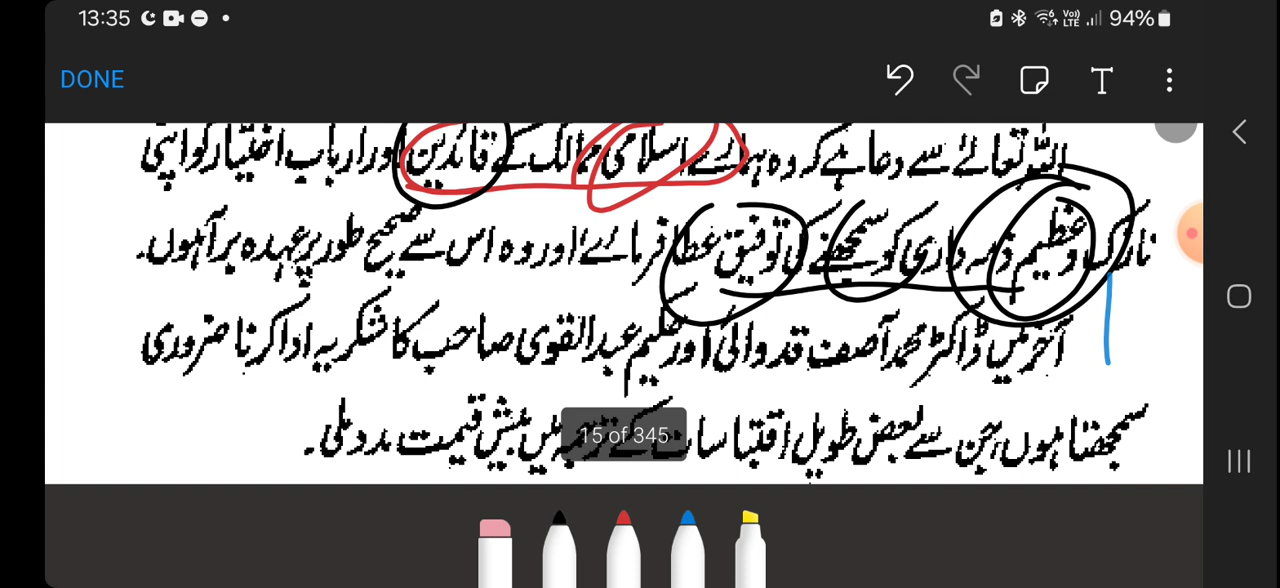 13:35 94%
DONE
اللہ تعالےٰ سے دعا ہے کہ وہ ہمارے اسلامی ممالک کے قائدین اور ارباب اختیار کو اپنی
نازک و عظیم ذمہ داری کو سمجھنے کی توفیق عطا فرمائے اور وہ اس سے صحیح طور پر عہدہ برآ ہوں۔
آخر میں ڈاکٹر محمد آصف قدوائی اور حکیم عبدالقوی صاحب کا شکریہ ادا کرنا ضروری
سمجھتا ہوں، جن سے بعض طویل اقتباسات کے ترجمہ میں بیش قیمت مدد ملی۔
15 of 345